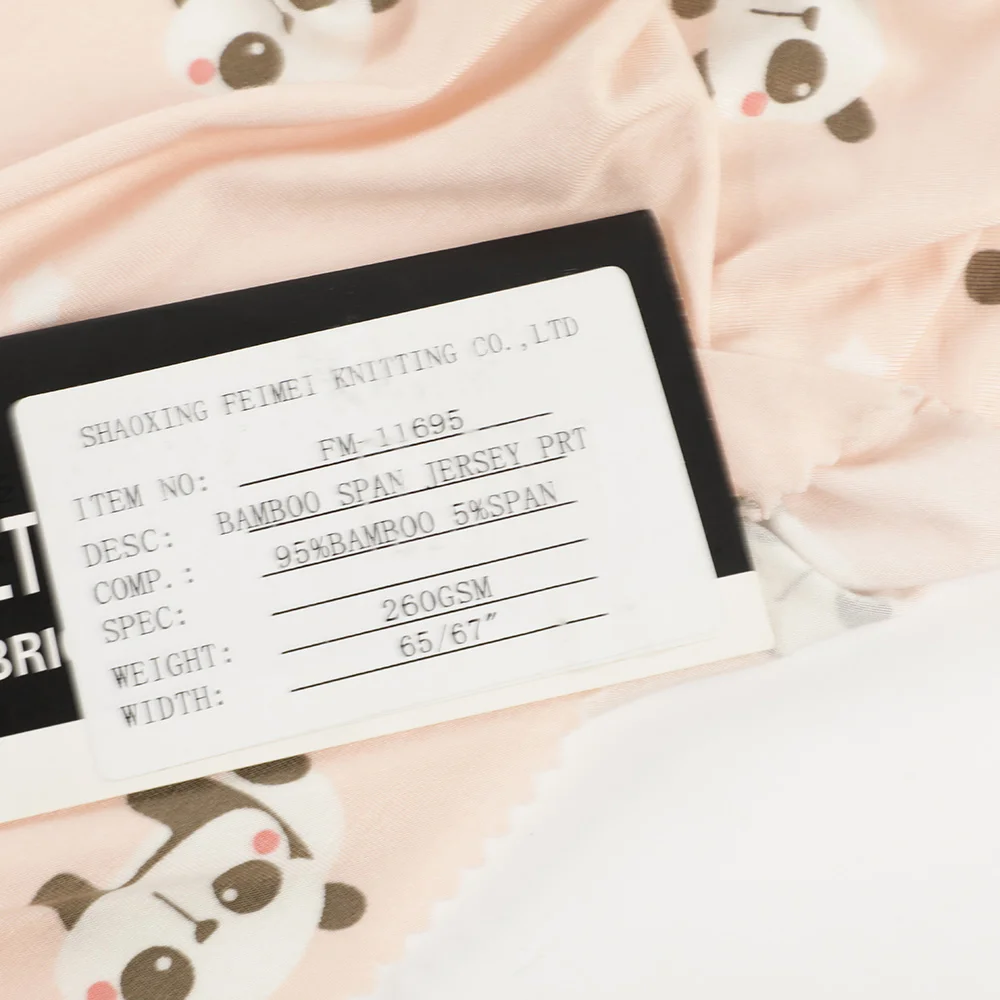 SHAOXING FEIMEI KNITTING CO.,LTD
ITEM NO: FM-11695
DESC: BAMBOO SPAN JERSEY PRT
COMP.: 95%BAMBOO 5%SPAN
SPEC:
WEIGHT: 260GSM
WIDTH: 65/67"